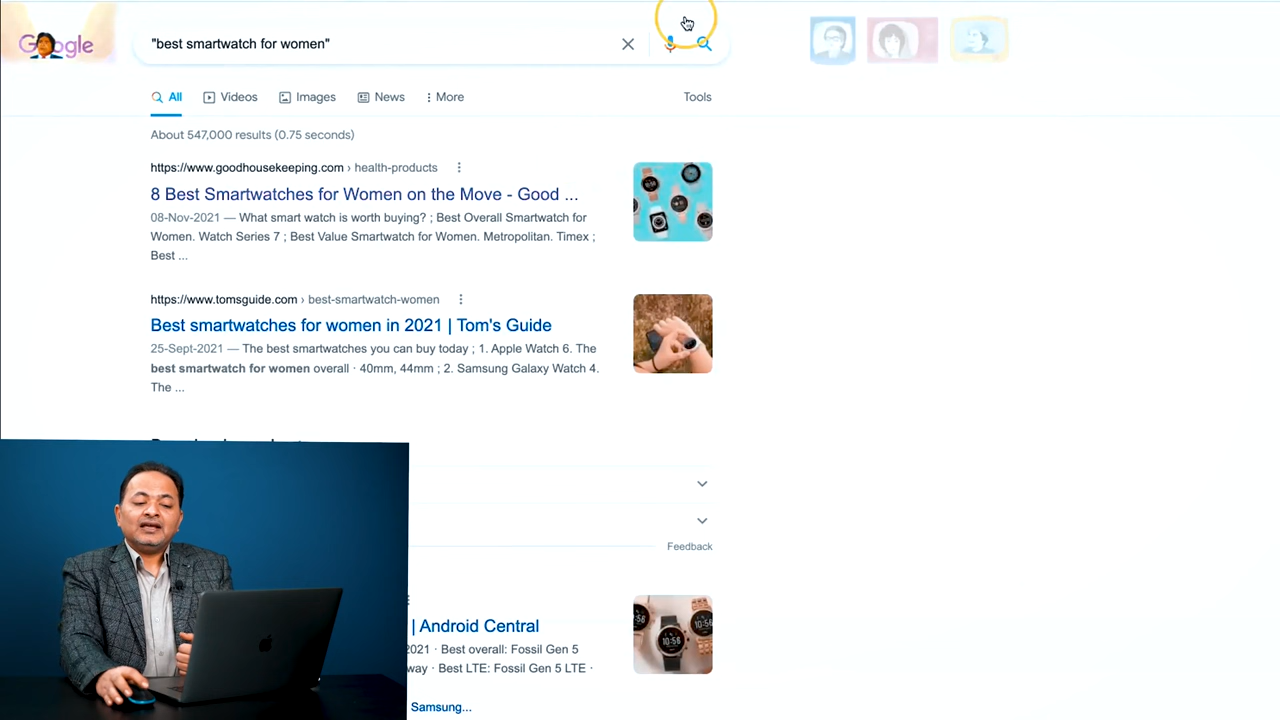 Google
"best smartwatch for women"
All
Videos
Images
News
More
Tools
About 547,000 results (0.75 seconds)
https://www.goodhousekeeping.com › health-products
8 Best Smartwatches for Women on the Move - Good ...
08-Nov-2021 — What smart watch is worth buying? ; Best Overall Smartwatch for
Women. Watch Series 7 ; Best Value Smartwatch for Women. Metropolitan. Timex ;
Best ...
https://www.tomsguide.com › best-smartwatch-women
Best smartwatches for women in 2021 | Tom's Guide
25-Sept-2021 — The best smartwatches you can buy today ; 1. Apple Watch 6. The
best smartwatch for women overall · 40mm, 44mm ; 2. Samsung Galaxy Watch 4.
The ...
Feedback
| Android Central
2021 · Best overall: Fossil Gen 5
way · Best LTE: Fossil Gen 5 LTE ·
Samsung...